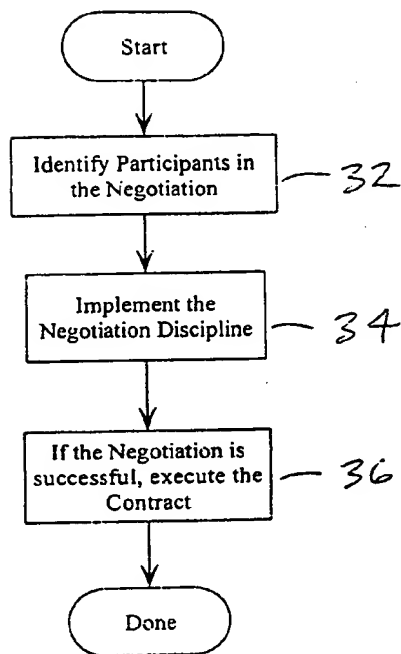 Start
Identify Participants in
the Negotiation
32
Implement the
Negotiation Discipline
34
If the Negotiation is
successful, execute the
Contract
36
Done